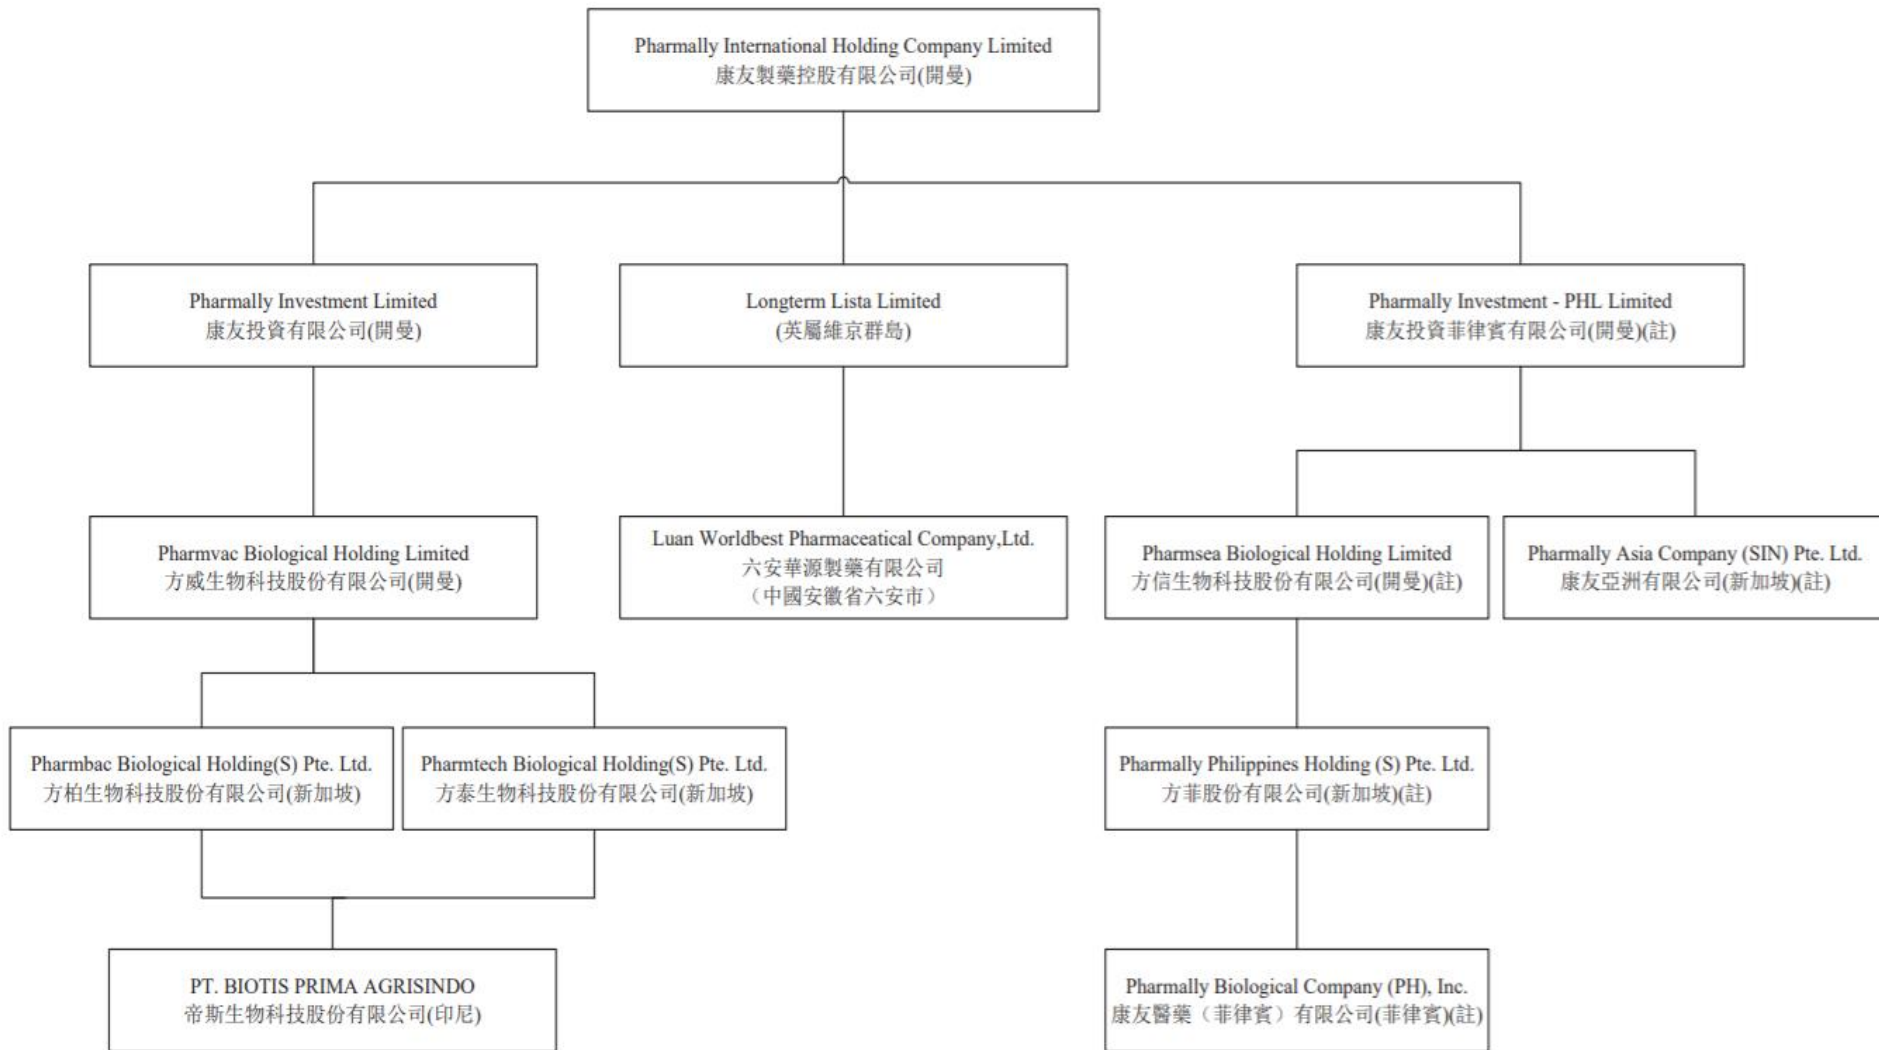 Pharmally International Holding Company Limited
康友製藥控股有限公司(開曼)
Pharmally Investment Limited
康友投資有限公司(開曼)
Longterm Lista Limited
(英屬維京群島)
Pharmally Investment - PHL Limited
康友投資菲律賓有限公司(開曼)(註)
Pharmvac Biological Holding Limited
方威生物科技股份有限公司(開曼)
Luan Worldbest Pharmaceatical Company,Ltd.
六安華源製藥有限公司
（中國安徽省六安市）
Pharmsea Biological Holding Limited
方信生物科技股份有限公司(開曼)(註)
Pharmally Asia Company (SIN) Pte. Ltd.
康友亞洲有限公司(新加坡)(註)
Pharmbac Biological Holding(S) Pte. Ltd.
方柏生物科技股份有限公司(新加坡)
Pharmtech Biological Holding(S) Pte. Ltd.
方泰生物科技股份有限公司(新加坡)
Pharmally Philippines Holding (S) Pte. Ltd.
方菲股份有限公司(新加坡)(註)
PT. BIOTIS PRIMA AGRISINDO
帝斯生物科技股份有限公司(印尼)
Pharmally Biological Company (PH), Inc.
康友醫藥（菲律賓）有限公司(菲律賓)(註)